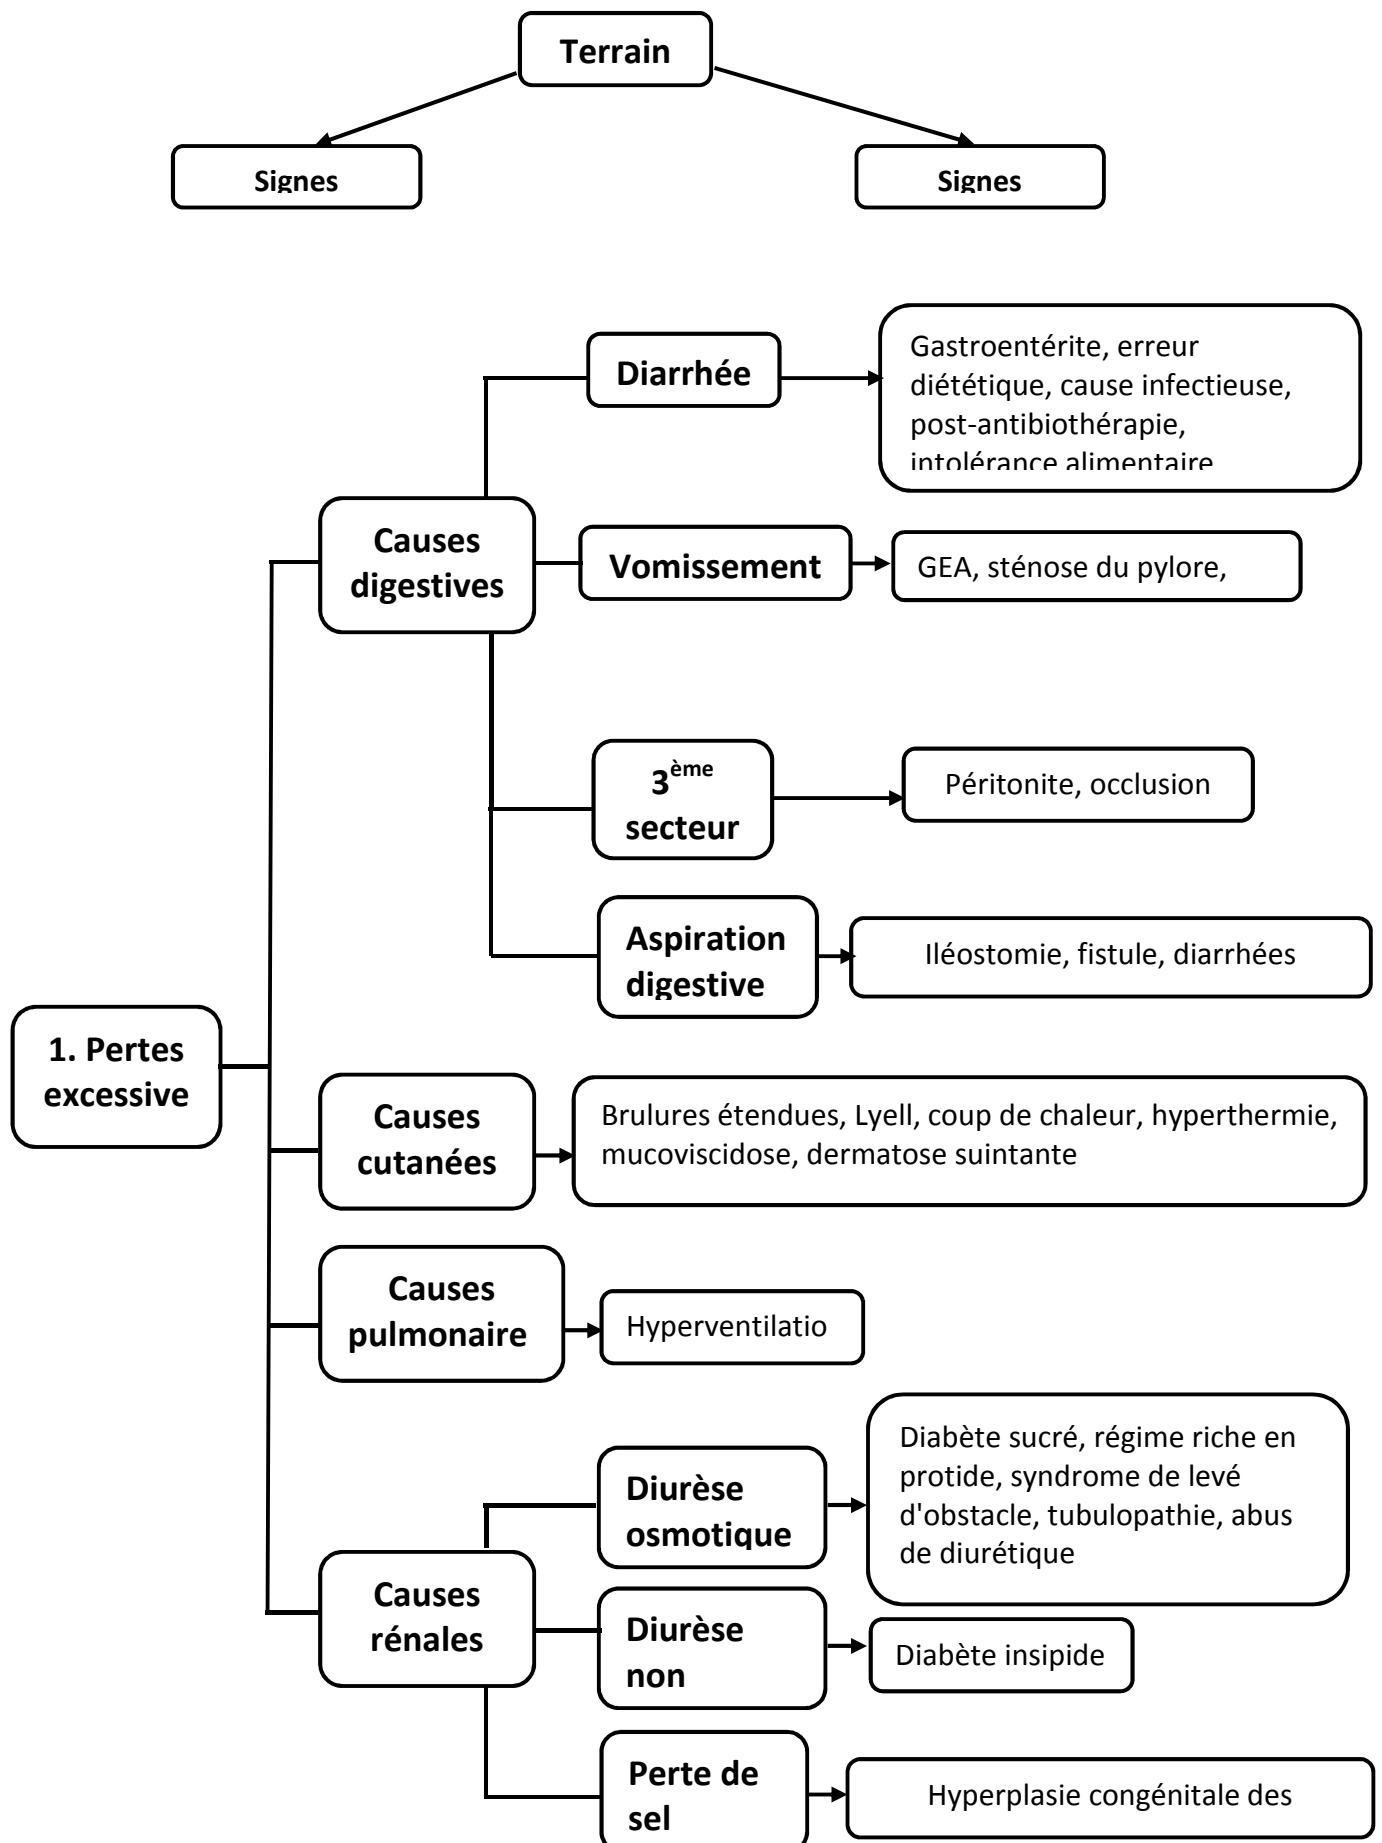 Terrain
Signes
Signes
Diarrhée
Gastroentérite, erreur
diététique, cause infectieuse,
post-antibiothérapie,
intolérance alimentaire
Causes
digestives
Vomissement
GEA, sténose du pylore,
3ème
secteur
Péritonite, occlusion
Aspiration
digestive
Iléostomie, fistule, diarrhées
1. Pertes
excessive
Causes
cutanées
Brulures étendues, Lyell, coup de chaleur, hyperthermie,
mucoviscidose, dermatose suintante
Causes
pulmonaire
Hyperventilatio
Diurèse
osmotique
Diabète sucré, régime riche en
protide, syndrome de levé
d'obstacle, tubulopathie, abus
de diurétique
Causes
rénales
Diurèse
non
Diabète insipide
Perte de
sel
Hyperplasie congénitale des